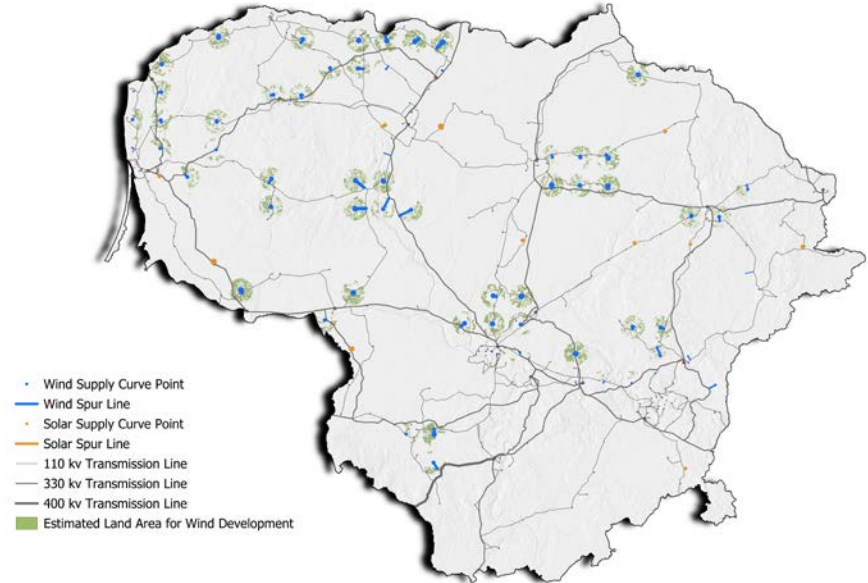 Wind Supply Curve Point
Wind Spur Line
Solar Supply Curve Point
Solar Spur Line
110 kv Transmission Line
330 kv Transmission Line
400 kv Transmission Line
Estimated Land Area for Wind Development